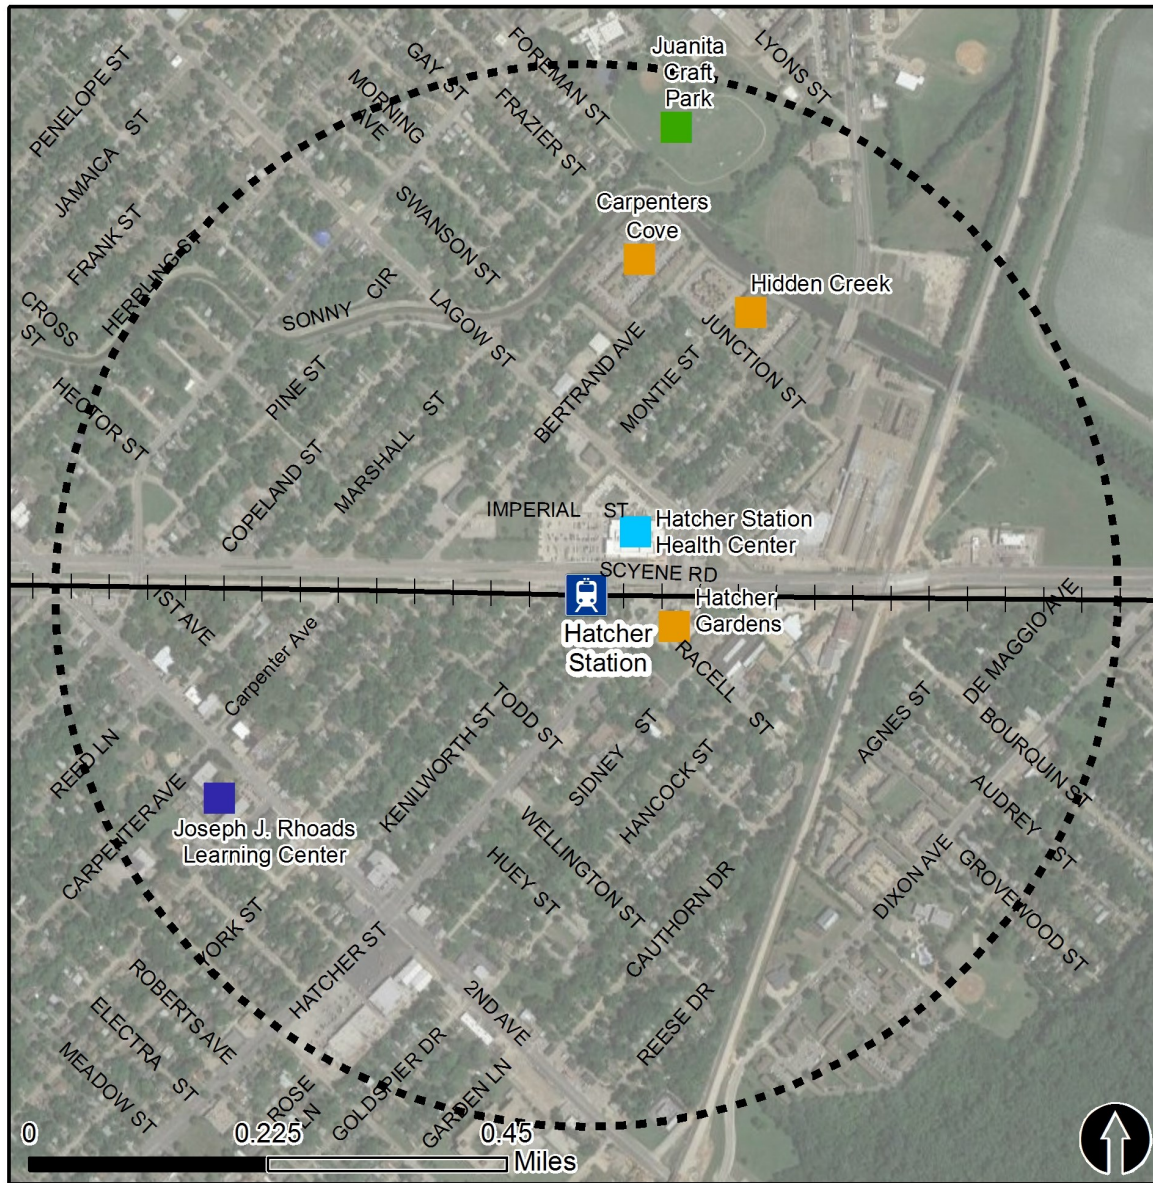 PENELOPE ST
JAMAICA ST
FRANK ST
HERRLING ST
CROSS
ST
HECTOR ST
MORNING
AVE
GAY ST
FOREMAN ST
FRAZIER ST
SWANSON ST
LYONS ST
Juanita
Craft
Park
Carpenters
Cove
Hidden Creek
SONNY CIR
LAGOW ST
PINE ST
COPELAND ST
MARSHALL ST
BERTRAND AVE
MONTIE ST
JUNCTION ST
IMPERIAL ST
Hatcher Station
Health Center
SCYENE RD
Hatcher
Station
Hatcher
Gardens
1ST AVE
Carpenter Ave
REED LN
CARPENTER AVE
Joseph J. Rhoads
Learning Center
KENILWORTH ST
TODD ST
RACELL ST
SIDNEY ST
HANCOCK ST
WELLINGTON ST
HUEY ST
CAUTHORN DR
AGNES ST
DE MAGGIO AVE
BOURQUIN ST
AUDREY ST
DIXON AVE
GROVEWOOD ST
YORK ST
HATCHER ST
ROBERTS AVE
ELECTRA ST
MEADOW ST
2ND AVE
REESE DR
ROSE
LN
GOLDSPIER DR
GARDEN LN
0 0.225 0.45
Miles